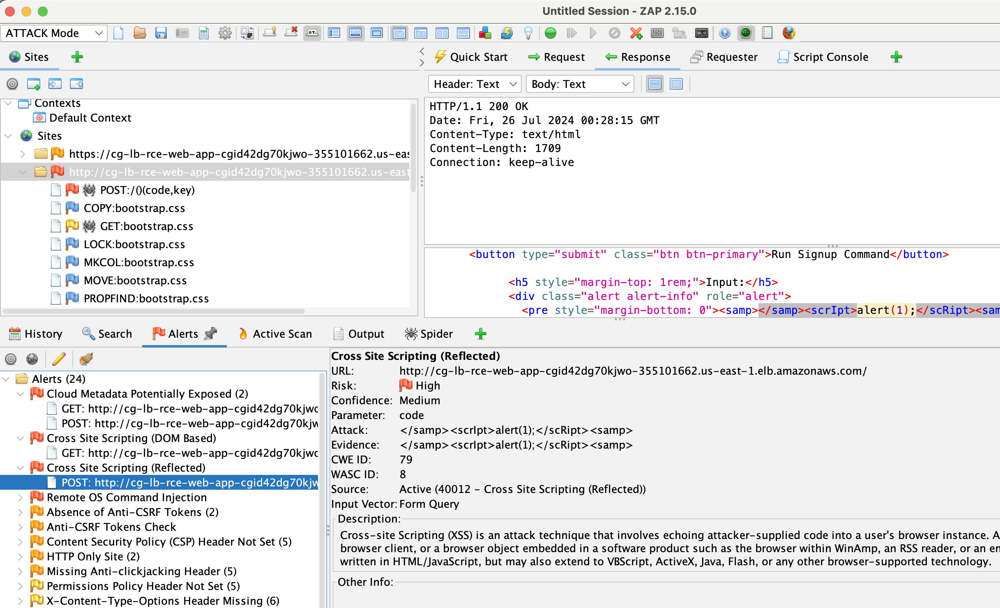 Untitled Session - ZAP 2.15.0
ATTACK Mode
Sites
Quick Start
Request
Response
Requester
Script Console
Header: Text
Body: Text
Contexts
Default Context
Sites
https://cg-lb-rce-web-app-cgid42dg70kjwo-355101662.us-eas
http://cg-lb-rce-web-app-cgid42dg70kjwo-355101662.us-east
POST:/()(code,key)
COPY:bootstrap.css
GET:bootstrap.css
LOCK:bootstrap.css
MKCOL:bootstrap.css
MOVE:bootstrap.css
PROPFIND:bootstrap.css
HTTP/1.1 200 OK
Date: Fri, 26 Jul 2024 00:28:15 GMT
Content-Type: text/html
Content-Length: 1709
Connection: keep-alive
<button type="submit" class="btn btn-primary">Run Signup Command</button>
<h5 style="margin-top: 1rem;">Input:</h5>
<div class="alert alert-info" role="alert">
<pre style="margin-bottom: 0"><samp></samp><scrIpt>alert(1);</scRipt><sam
History
Search
Alerts
Active Scan
Output
Spider
Alerts (24)
Cloud Metadata Potentially Exposed (2)
GET: http://cg-lb-rce-web-app-cgid42dg70kjwo
POST: http://cg-lb-rce-web-app-cgid42dg70kjw
Cross Site Scripting (DOM Based)
GET: http://cg-lb-rce-web-app-cgid42dg70kjwo
Cross Site Scripting (Reflected)
POST: http://cg-lb-rce-web-app-cgid42dg70kjw
Remote OS Command Injection
Absence of Anti-CSRF Tokens (2)
Anti-CSRF Tokens Check
Content Security Policy (CSP) Header Not Set (5)
HTTP Only Site (2)
Missing Anti-clickjacking Header (5)
Permissions Policy Header Not Set (5)
X-Content-Type-Options Header Missing (6)
Cross Site Scripting (Reflected)
URL: http://cg-lb-rce-web-app-cgid42dg70kjwo-355101662.us-east-1.elb.amazonaws.com/
Risk: High
Confidence: Medium
Parameter: code
Attack: </samp><scrIpt>alert(1);</scRipt><samp>
Evidence: </samp><scrIpt>alert(1);</scRipt><samp>
CWE ID: 79
WASC ID: 8
Source: Active (40012 - Cross Site Scripting (Reflected))
Input Vector: Form Query
Description:
Cross-site Scripting (XSS) is an attack technique that involves echoing attacker-supplied code into a user's browser instance. A
browser client, or a browser object embedded in a software product such as the browser within WinAmp, an RSS reader, or an en
written in HTML/JavaScript, but may also extend to VBScript, ActiveX, Java, Flash, or any other browser-supported technology.
Other Info: